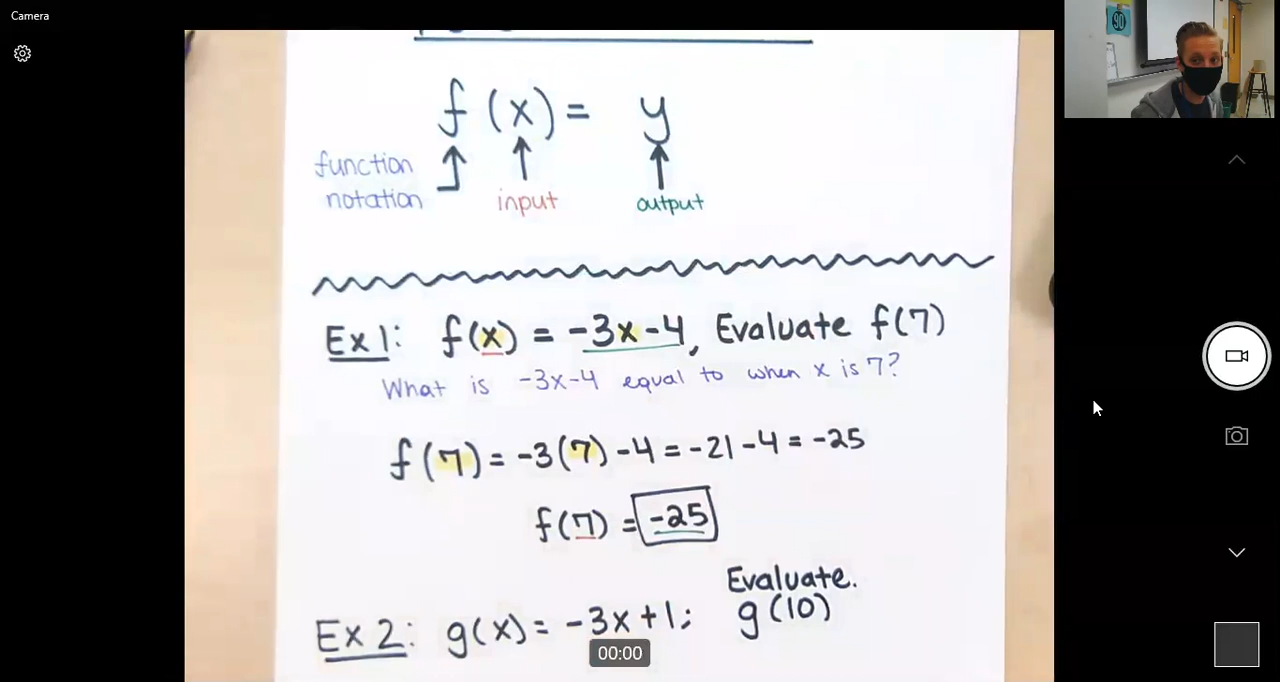 Camera
90
f(x) = y
function
notation
input
output
Ex 1: f(x) = -3x-4, Evaluate f(7)
What is -3x-4 equal to when x is 7?
f(7) = -3(7)-4 = -21-4 = -25
f(7) = -25
Evaluate.
Ex 2: g(x) = -3x+1; g(10)
00:00